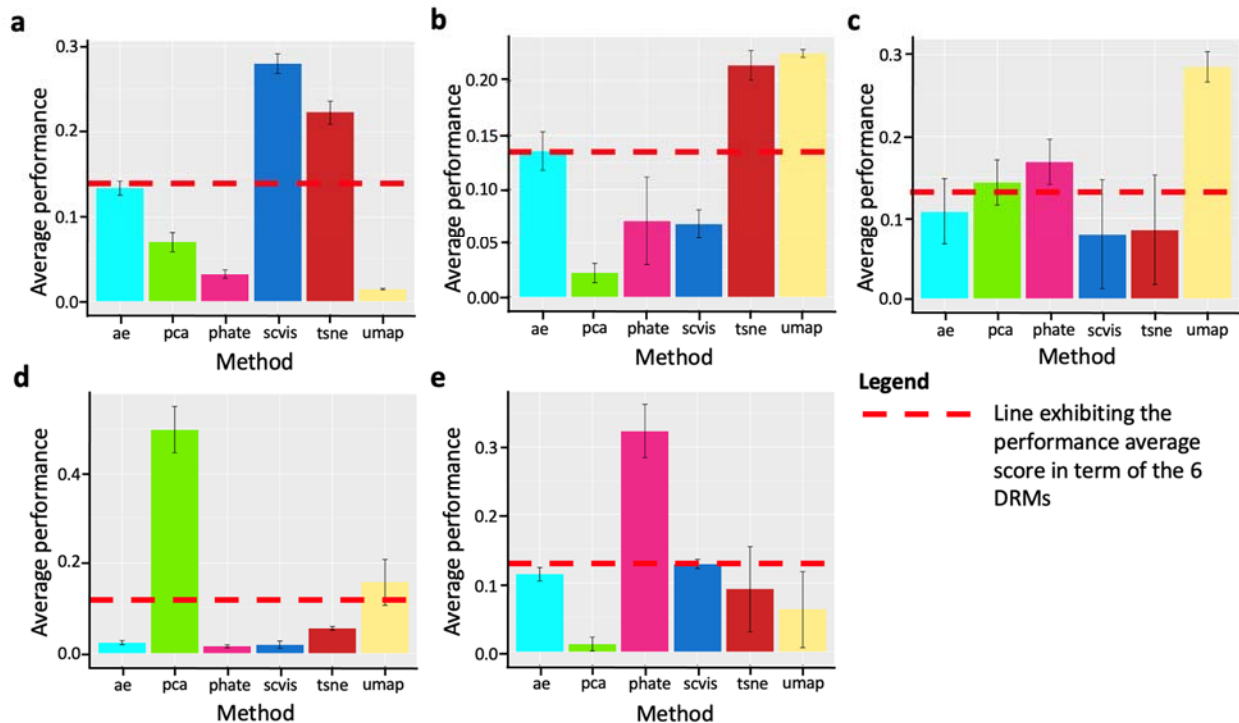 a
Average performance
0.3
0.2
0.1
0.0
ae pca phate scvis tsne umap
Method
b
Average performance
0.20
0.15
0.10
0.05
0.00
ae pca phate scvis tsne umap
Method
c
Average performance
0.3
0.2
0.1
0.0
ae pca phate scvis tsne umap
Method
d
Average performance
0.4
0.2
0.0
ae pca phate scvis tsne umap
Method
e
Average performance
0.3
0.2
0.1
0.0
ae pca phate scvis tsne umap
Method
Legend
Line exhibiting the
performance average
score in term of the 6
DRMs